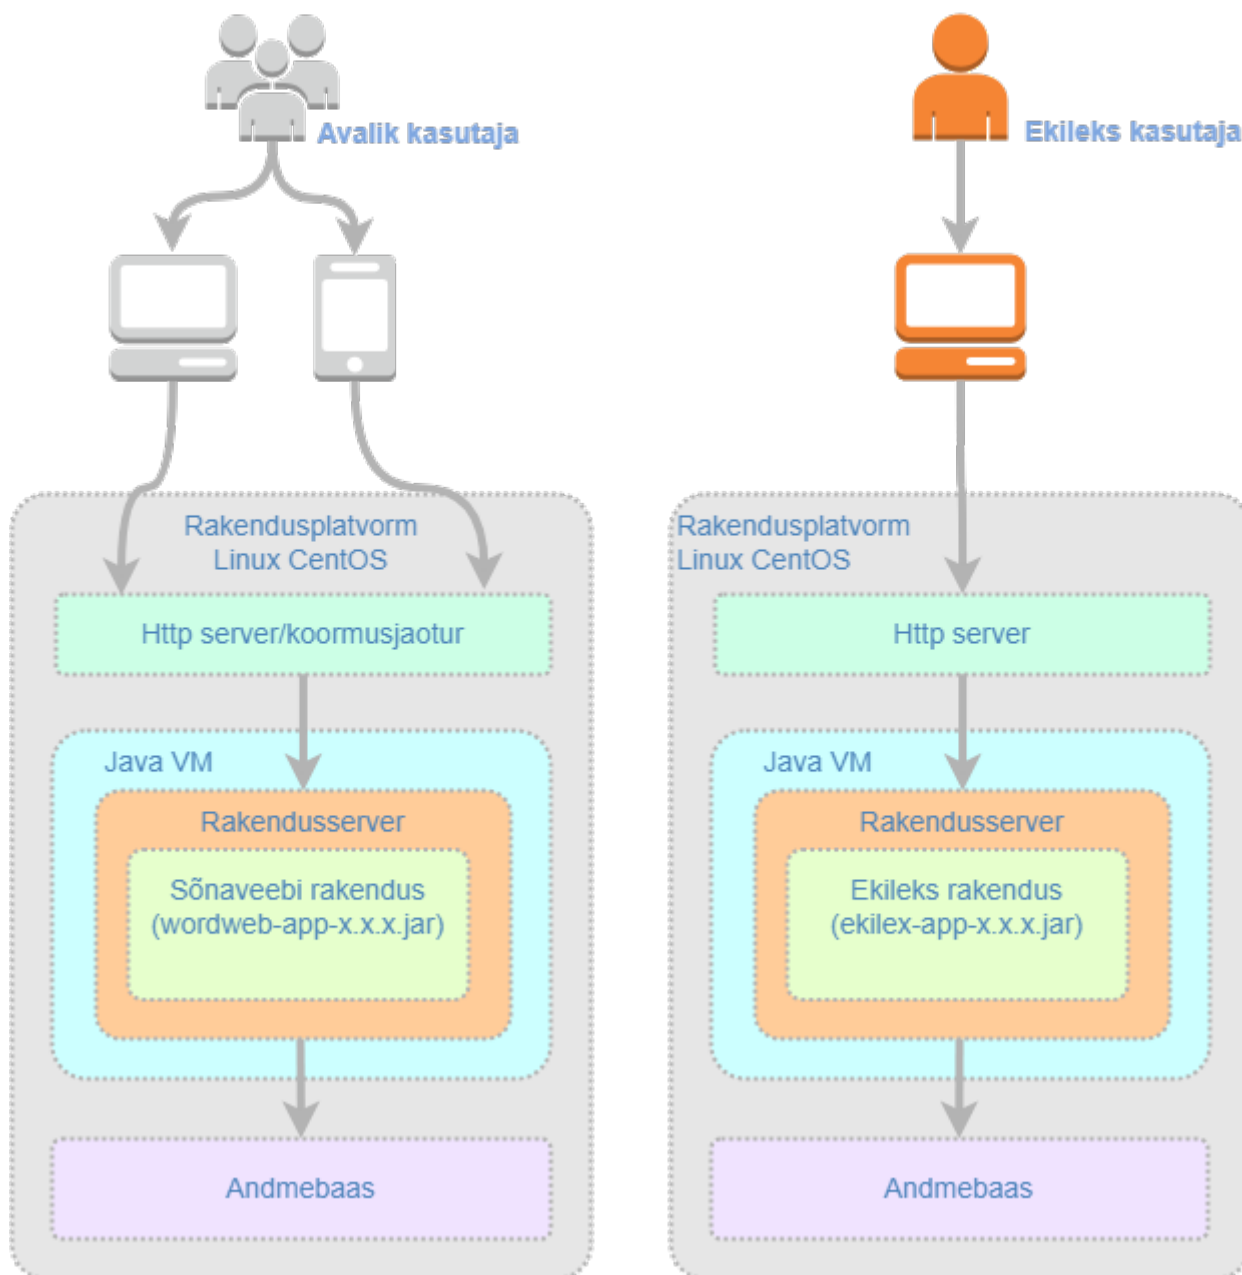 Avalik kasutaja
Ekileks kasutaja
Rakendusplatvorm
Linux CentOS
Http server/koormusjaotur
Java VM
Rakendusserver
Sõnaveebi rakendus
(wordweb-app-x.x.x.jar)
Andmebaas
Rakendusplatvorm
Linux CentOS
Http server
Java VM
Rakendusserver
Ekileks rakendus
(ekilex-app-x.x.x.jar)
Andmebaas